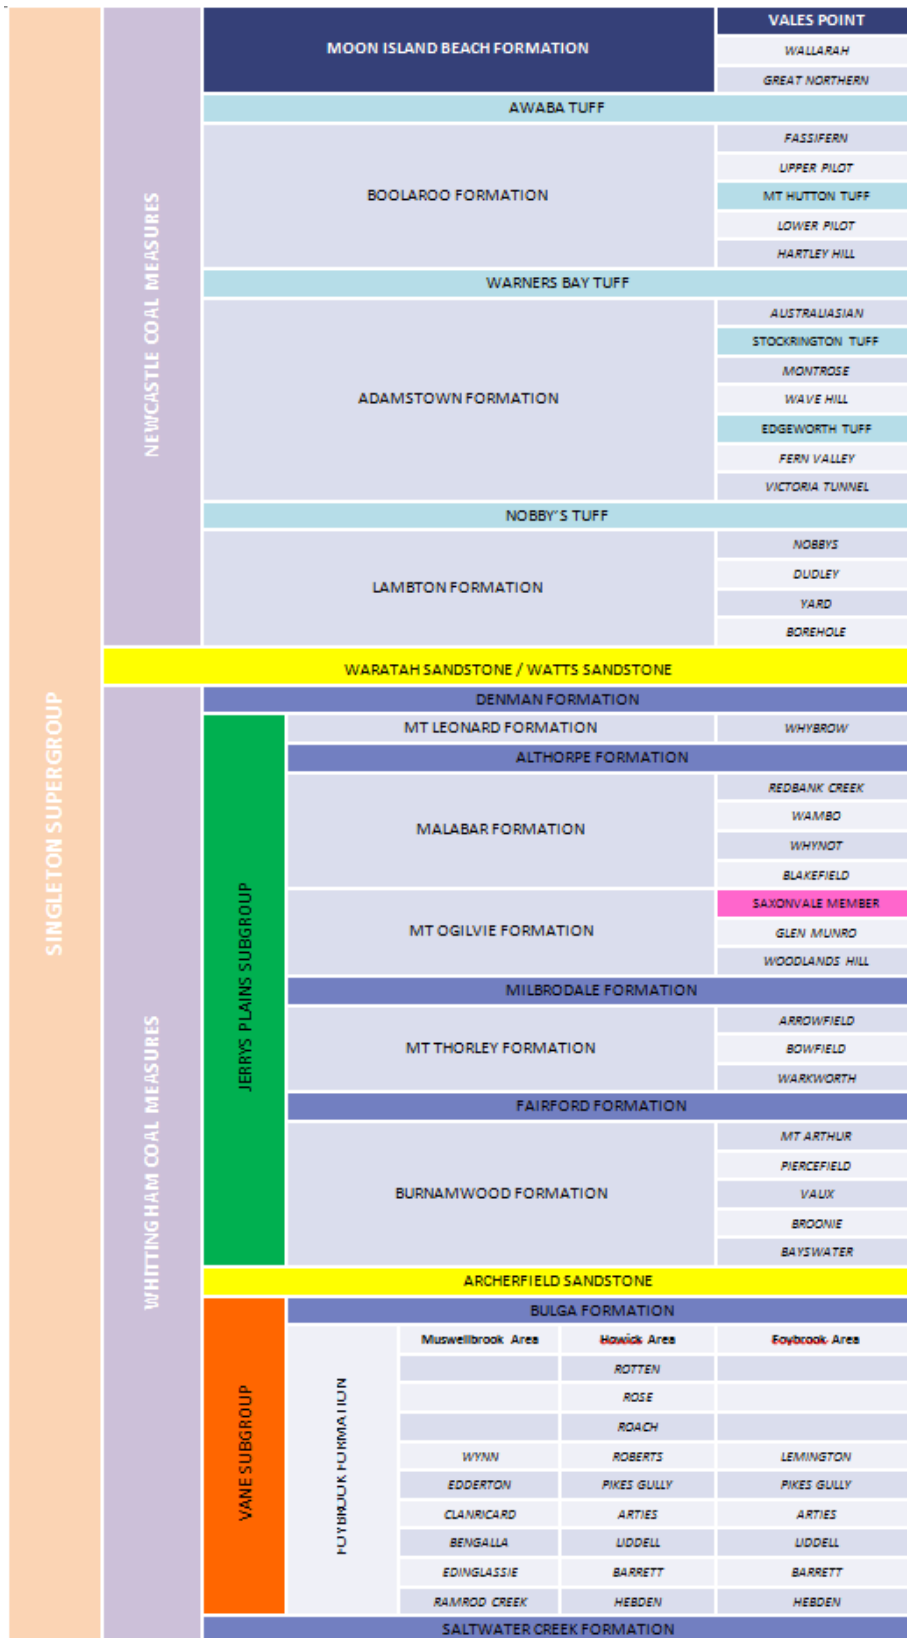 SINGLETON SUPERGROUP
NEWCASTLE COAL MEASURES
MOON ISLAND BEACH FORMATION
VALES POINT
WALLARAH
GREAT NORTHERN
AWABA TUFF
BOOLAROO FORMATION
FASSIFERN
UPPER PILOT
MT HUTTON TUFF
LOWER PILOT
HARTLEY HILL
WARNERS BAY TUFF
ADAMSTOWN FORMATION
AUSTRALIASIAN
STOCKRINGTON TUFF
MONTROSE
WAVE HILL
EDGEWORTH TUFF
FERN VALLEY
VICTORIA TUNNEL
NOBBY'S TUFF
LAMBTON FORMATION
NOBBYS
DUDLEY
YARD
BOREHOLE
WARATAH SANDSTONE / WATTS SANDSTONE
WHITTINGHAM COAL MEASURES
DENMAN FORMATION
JERRYS PLAINS SUBGROUP
MT LEONARD FORMATION
WHYBROW
ALTHORPE FORMATION
MALABAR FORMATION
REDBANK CREEK
WAMBO
WHYNOT
BLAKEFIELD
MT OGILVIE FORMATION
SAXONVALE MEMBER
GLEN MUNRO
WOODLANDS HILL
MILBRODALE FORMATION
MT THORLEY FORMATION
ARROWFIELD
BOWFIELD
WARKWORTH
FAIRFORD FORMATION
BURNAMWOOD FORMATION
MT ARTHUR
PIERCEFIELD
VAUX
BROONIE
BAYSWATER
ARCHERFIELD SANDSTONE
VANE SUBGROUP
BULGA FORMATION
FOYBROOK FORMATION
Muswellbrook Area Howick Area Foybrook Area
ROTTEN
ROSE
ROACH
WYNN ROBERTS LEMINGTON
EDDERTON PIKES GULLY PIKES GULLY
CLANRICARD ARTIES ARTIES
BENGALLA LIDDELL LIDDELL
EDINGLASSIE BARRETT BARRETT
RAMROD CREEK HEBDEN HEBDEN
SALTWATER CREEK FORMATION